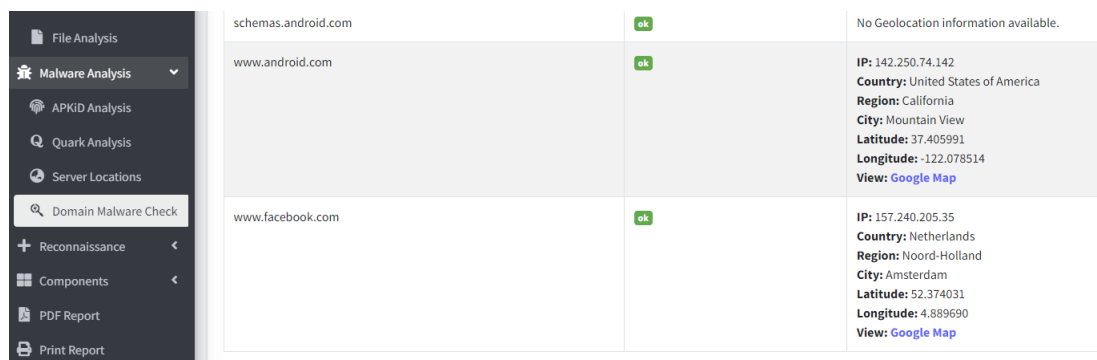 File Analysis
Malware Analysis
APKiD Analysis
Quark Analysis
Server Locations
Domain Malware Check
Reconnaissance
Components
PDF Report
Print Report
schemas.android.com
ok
No Geolocation information available.
www.android.com
ok
IP: 142.250.74.142
Country: United States of America
Region: California
City: Mountain View
Latitude: 37.405991
Longitude: -122.078514
View: Google Map
www.facebook.com
ok
IP: 157.240.205.35
Country: Netherlands
Region: Noord-Holland
City: Amsterdam
Latitude: 52.374031
Longitude: 4.889690
View: Google Map